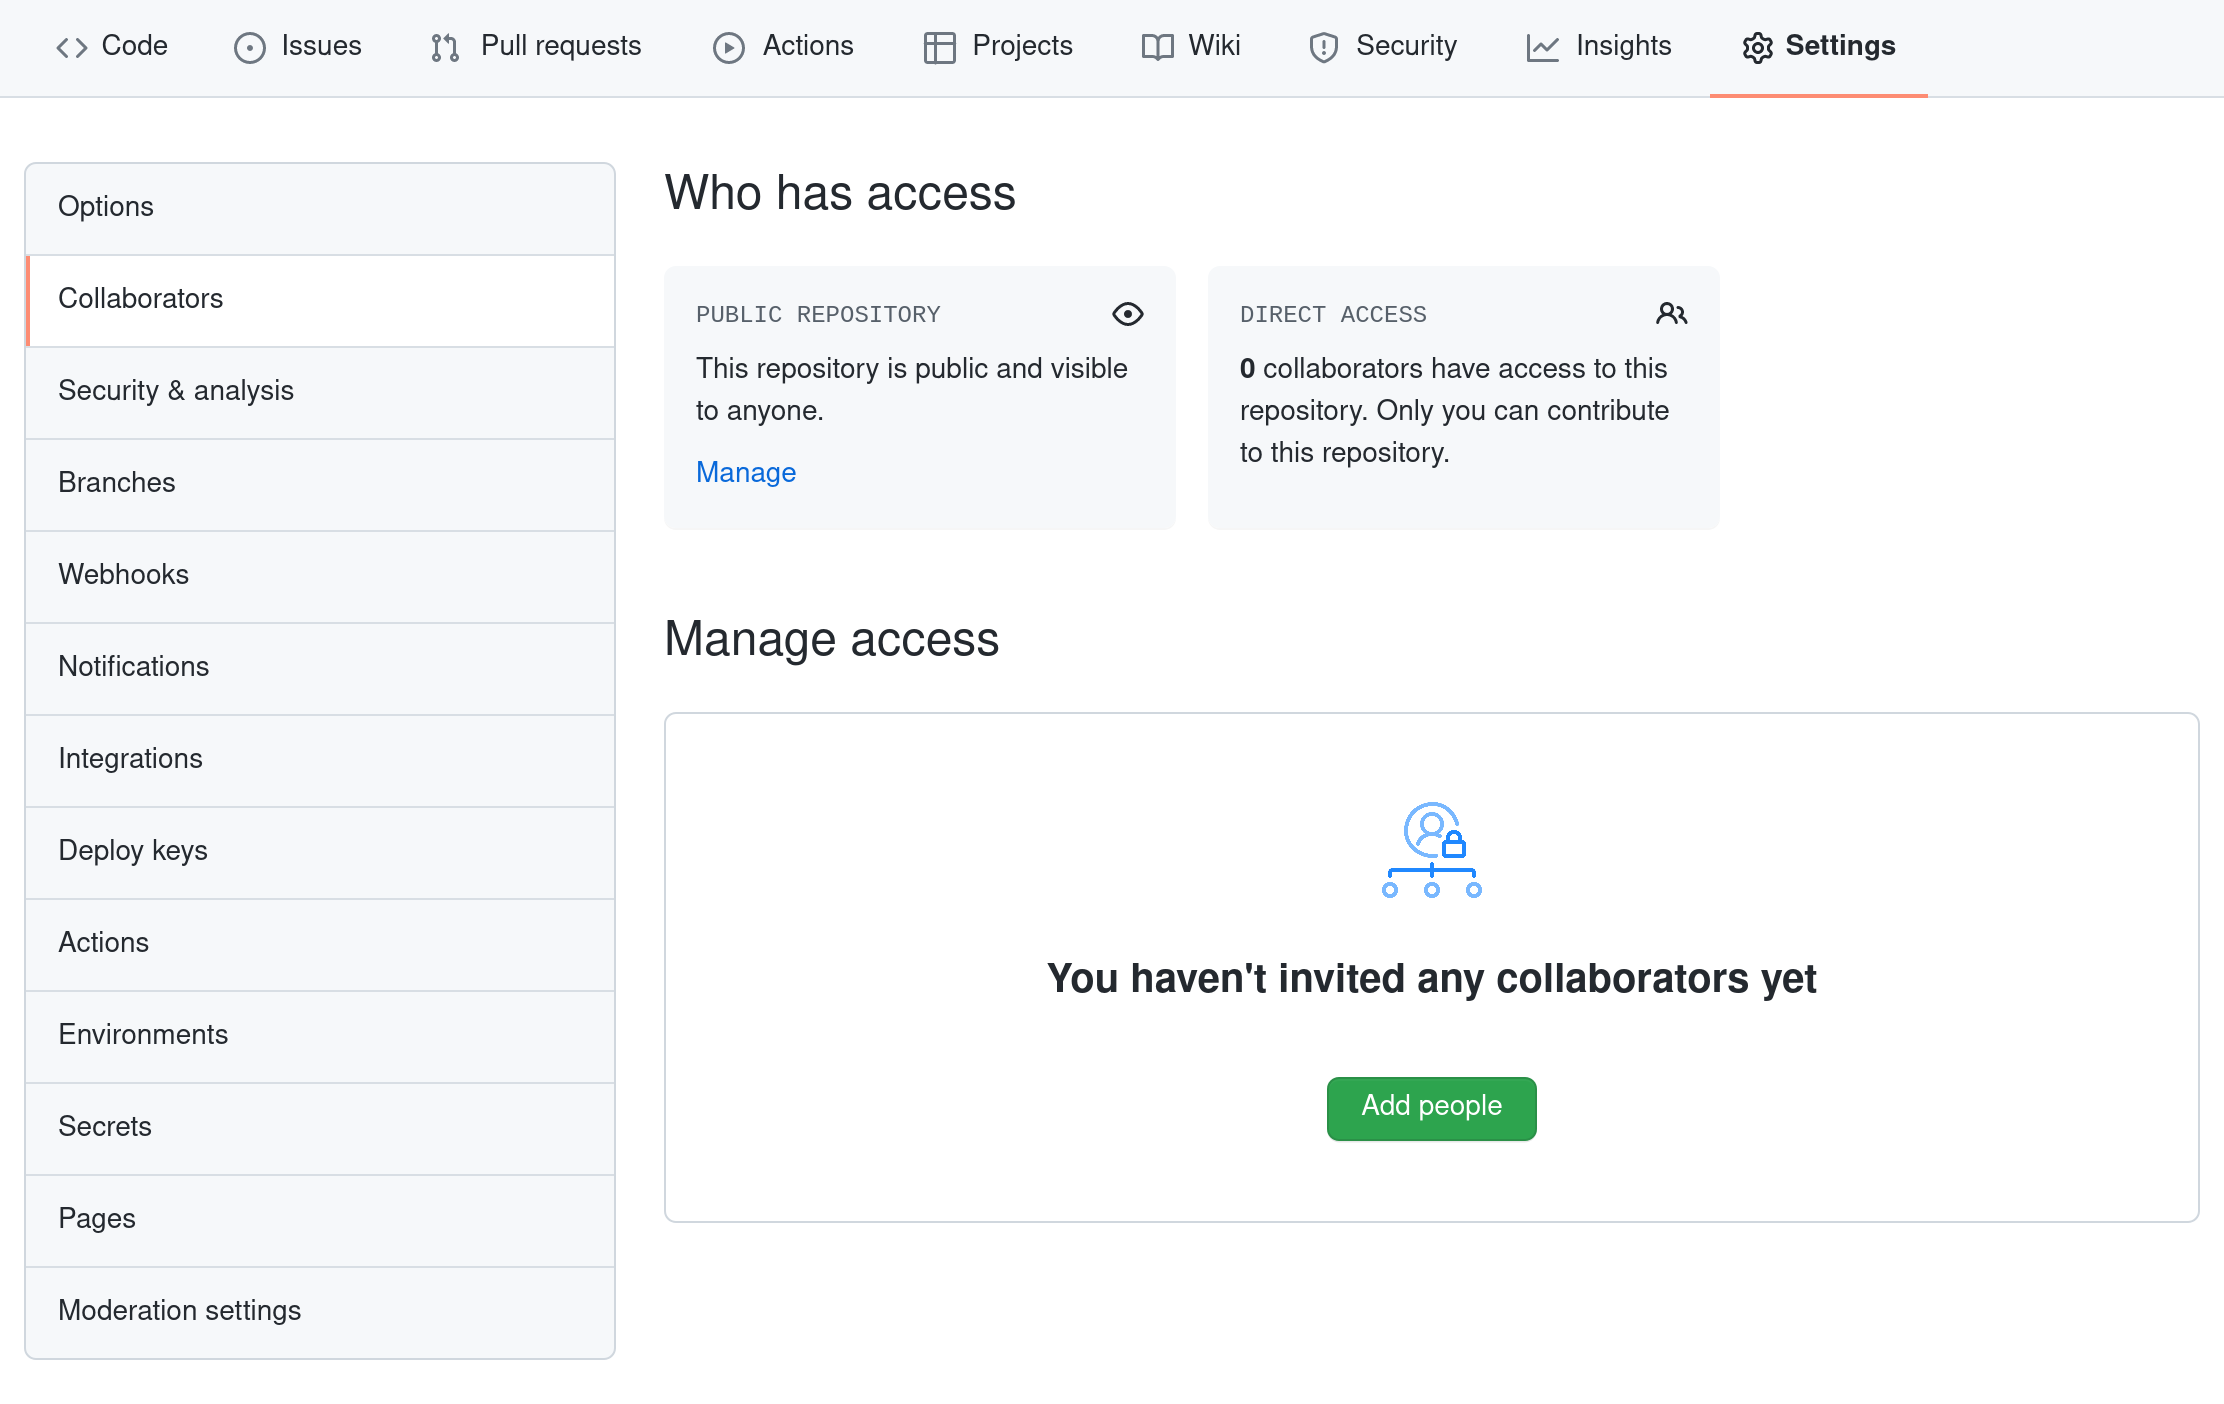 Code Issues Pull requests Actions Projects Wiki Security Insights Settings
Options
Collaborators
Security & analysis
Branches
Webhooks
Notifications
Integrations
Deploy keys
Actions
Environments
Secrets
Pages
Moderation settings
Who has access
PUBLIC REPOSITORY
This repository is public and visible
to anyone.
Manage
DIRECT ACCESS
0 collaborators have access to this
repository. Only you can contribute
to this repository.
Manage access
You haven't invited any collaborators yet
Add people